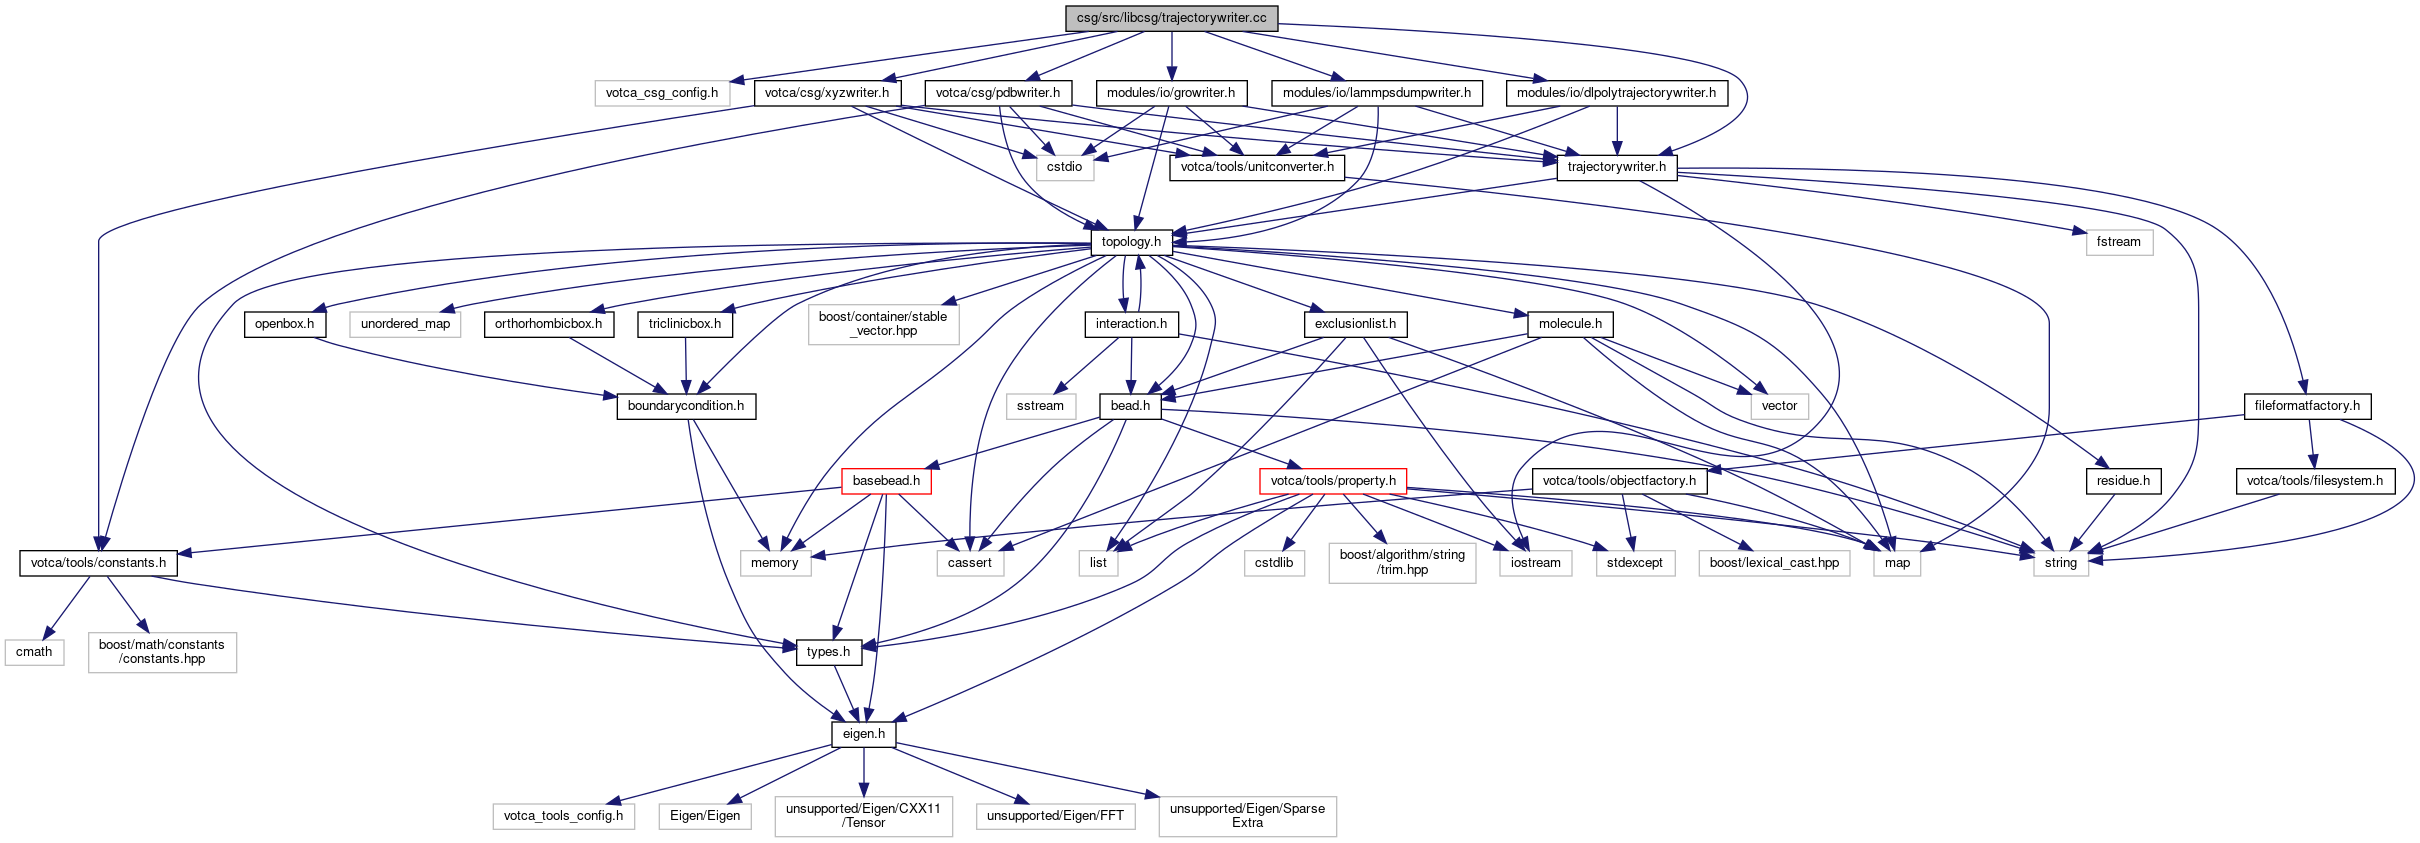 csg/src/libcsg/trajectorywriter.cc
votca_csg_config.h
votca/csg/xyzwriter.h
votca/csg/pdbwriter.h
modules/io/growriter.h
modules/io/lammpsdumpwriter.h
modules/io/dlpolytrajectorywriter.h
cstdio
votca/tools/unitconverter.h
trajectorywriter.h
topology.h
fstream
openbox.h
unordered_map
orthorhombicbox.h
triclinicbox.h
boost/container/stable
_vector.hpp
interaction.h
exclusionlist.h
molecule.h
boundarycondition.h
sstream
bead.h
vector
fileformatfactory.h
basebead.h
votca/tools/property.h
votca/tools/objectfactory.h
residue.h
votca/tools/filesystem.h
votca/tools/constants.h
memory
cassert
list
cstdlib
boost/algorithm/string
/trim.hpp
iostream
stdexcept
boost/lexical_cast.hpp
map
string
cmath
boost/math/constants
/constants.hpp
types.h
eigen.h
votca_tools_config.h
Eigen/Eigen
unsupported/Eigen/CXX11
/Tensor
unsupported/Eigen/FFT
unsupported/Eigen/Sparse
Extra